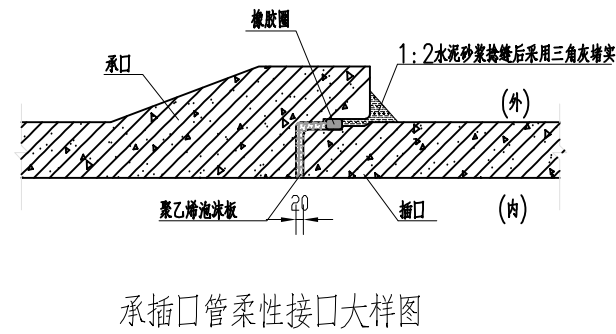 橡胶圈
承口
1:2水泥砂浆捻缝后采用三角灰堵实
(外)
聚乙烯泡沫板
20
插口
(内)
承插口管柔性接口大样图